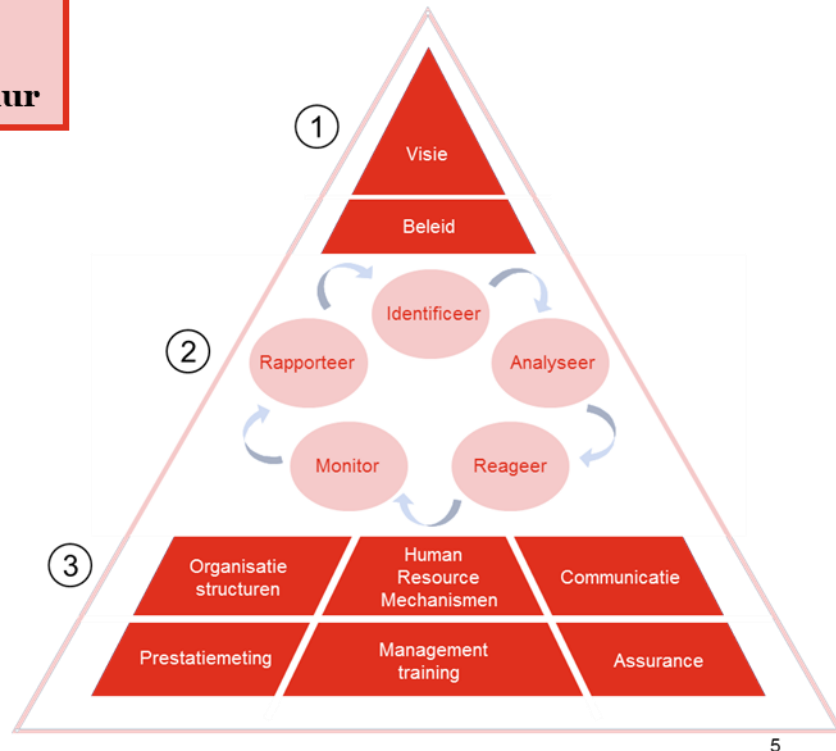 1
Visie
Beleid
Identificeer
2
Rapporteer
Analyseer
Monitor
Reageer
3
Organisatie
structuren
Human
Resource
Mechanismen
Communicatie
Prestatiemeting
Management
training
Assurance
5